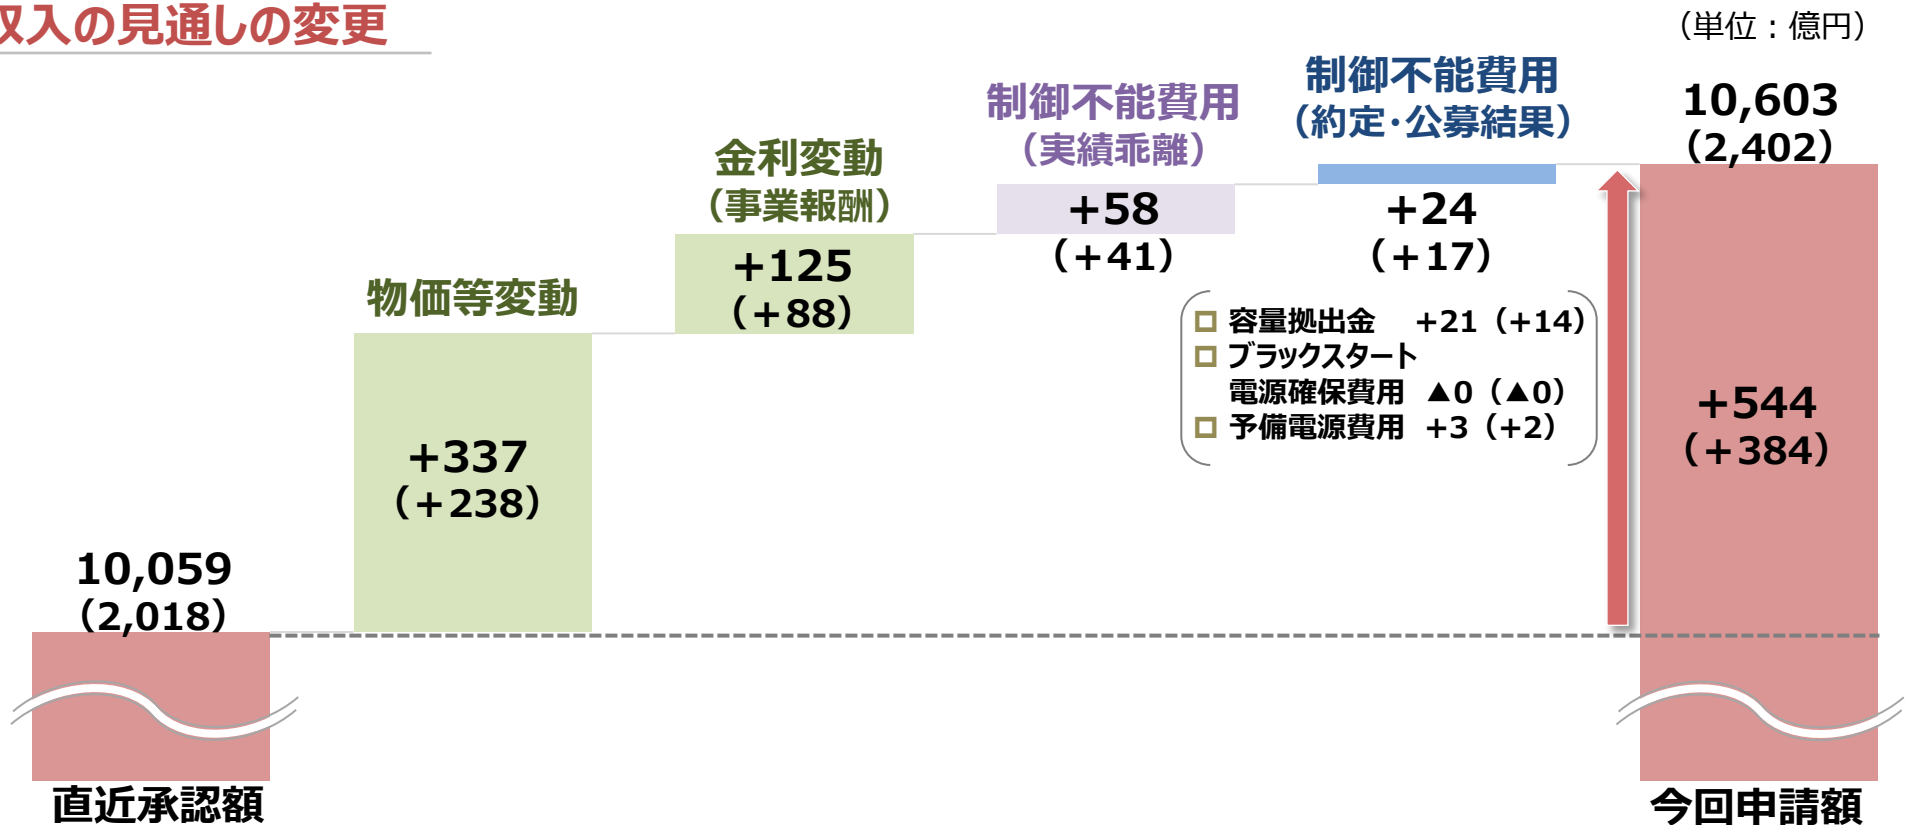 収入の見通しの変更
（単位：億円）
10,059
（2,018）
直近承認額
物価等変動
+337
（+238）
金利変動
（事業報酬）
+125
（+88）
制御不能費用
（実績乖離）
+58
（+41）
制御不能費用
（約定・公募結果）
+24
（+17）
容量拠出金 +21（+14）
ブラックスタート
電源確保費用 ▲0（▲0）
予備電源費用 +3（+2）
10,603
（2,402）
+544
（+384）
今回申請額